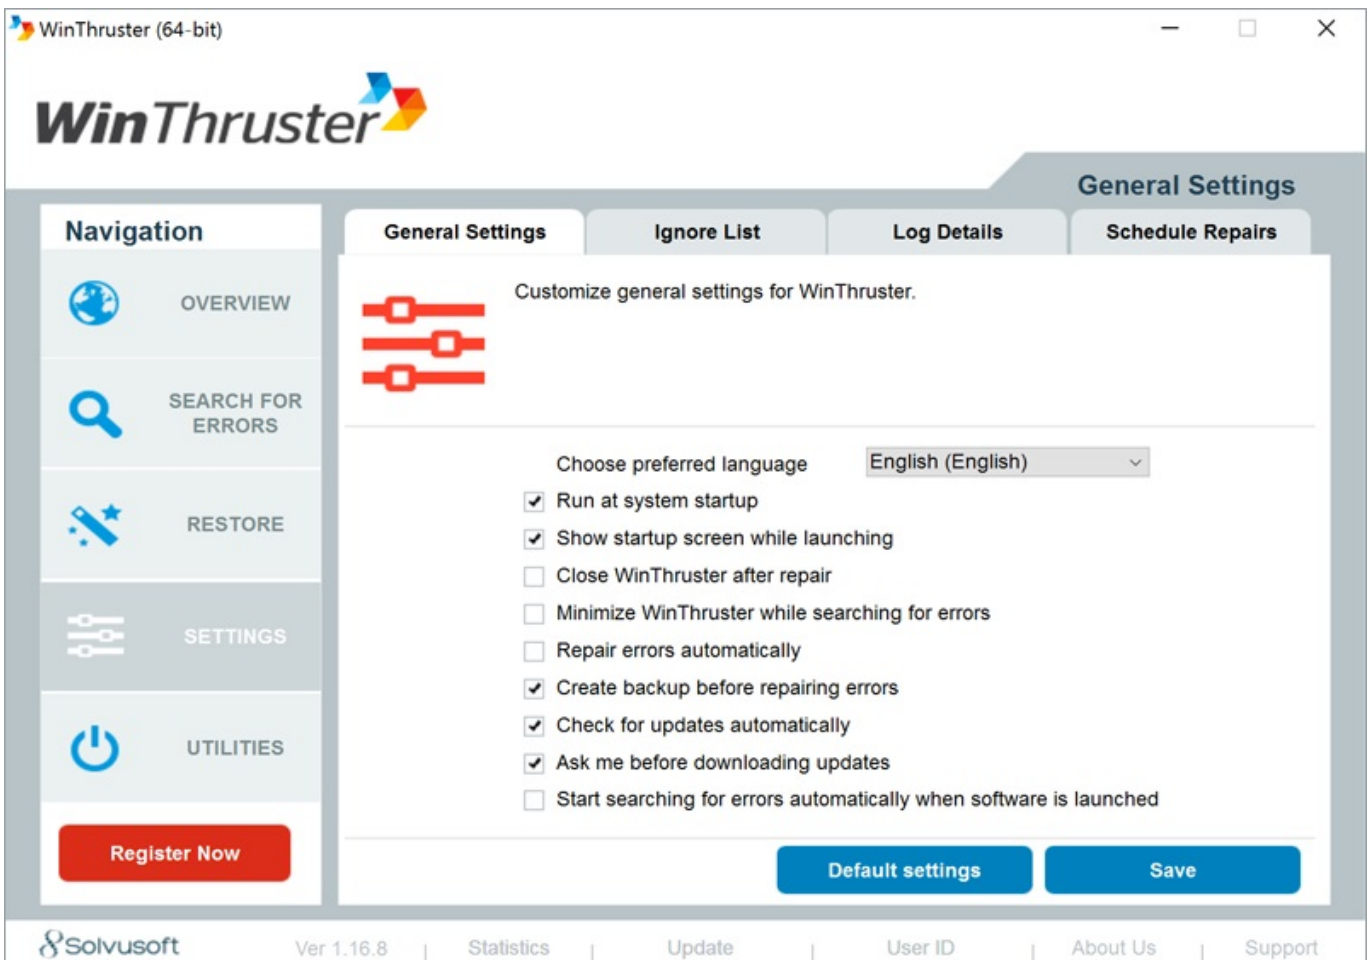 WinThruster (64-bit)
WinThruster
General Settings
Navigation
OVERVIEW
SEARCH FOR
ERRORS
RESTORE
SETTINGS
UTILITIES
Register Now
General Settings
Ignore List
Log Details
Schedule Repairs
Customize general settings for WinThruster.
Choose preferred language
English (English)
Run at system startup
Show startup screen while launching
Close WinThruster after repair
Minimize WinThruster while searching for errors
Repair errors automatically
Create backup before repairing errors
Check for updates automatically
Ask me before downloading updates
Start searching for errors automatically when software is launched
Default settings
Save
Solvusoft
Ver 1.16.8 | Statistics | Update | User ID | About Us | Support